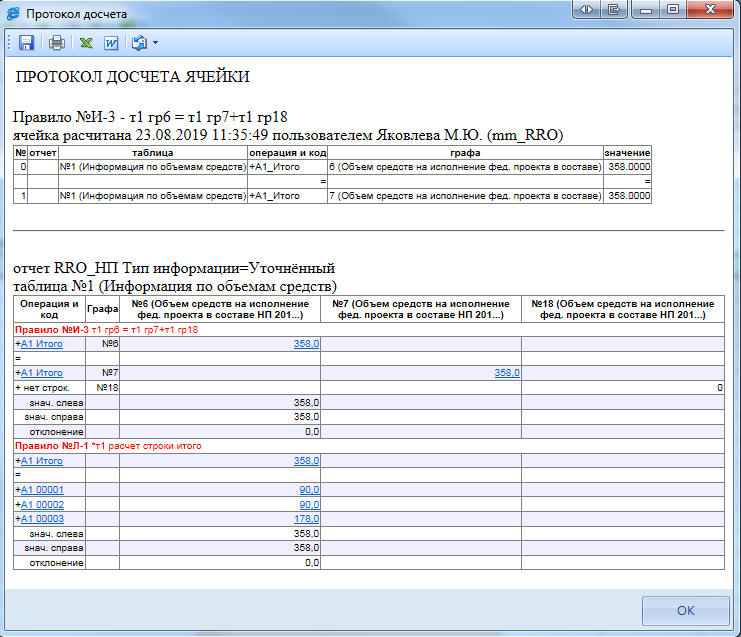 Протокол досчета
ПРОТОКОЛ ДОСЧЕТА ЯЧЕЙКИ
Правило №И-3 - т1 гр6 = т1 гр7+т1 гр18
ячейка расчитана 23.08.2019 11:35:49 пользователем Яковлева М.Ю. (mm_RRO)
№ отчет таблица операция и код графа значение
0 №1 (Информация по объемам средств) +А1_Итого 6 (Объем средств на исполнение фед. проекта в составе) 358.0000
= =
1 №1 (Информация по объемам средств) +А1_Итого 7 (Объем средств на исполнение фед. проекта в составе) 358.0000
отчет RRO_НП Тип информации=Уточнённый
таблица №1 (Информация по объемам средств)
Операция и код Графа №6 (Объем средств на исполнение фед. проекта в составе НП 201...) №7 (Объем средств на исполнение фед. проекта в составе НП 201...) №18 (Объем средств на исполнение фед. проекта в составе НП 201...)
Правило №И-3 т1 гр6 = т1 гр7+т1 гр18
+А1 Итого №6 358,0
=
+А1 Итого №7 358,0
+ нет строк. №18 0
знач. слева 358,0
знач. справа 358,0
отклонение 0,0
Правило №Л-1 *т1 расчет строки итого
+А1 Итого 358,0
=
+А1 00001 90,0
+А1 00002 90,0
+А1 00003 178,0
знач. слева 358,0
знач. справа 358,0
отклонение 0,0
OK